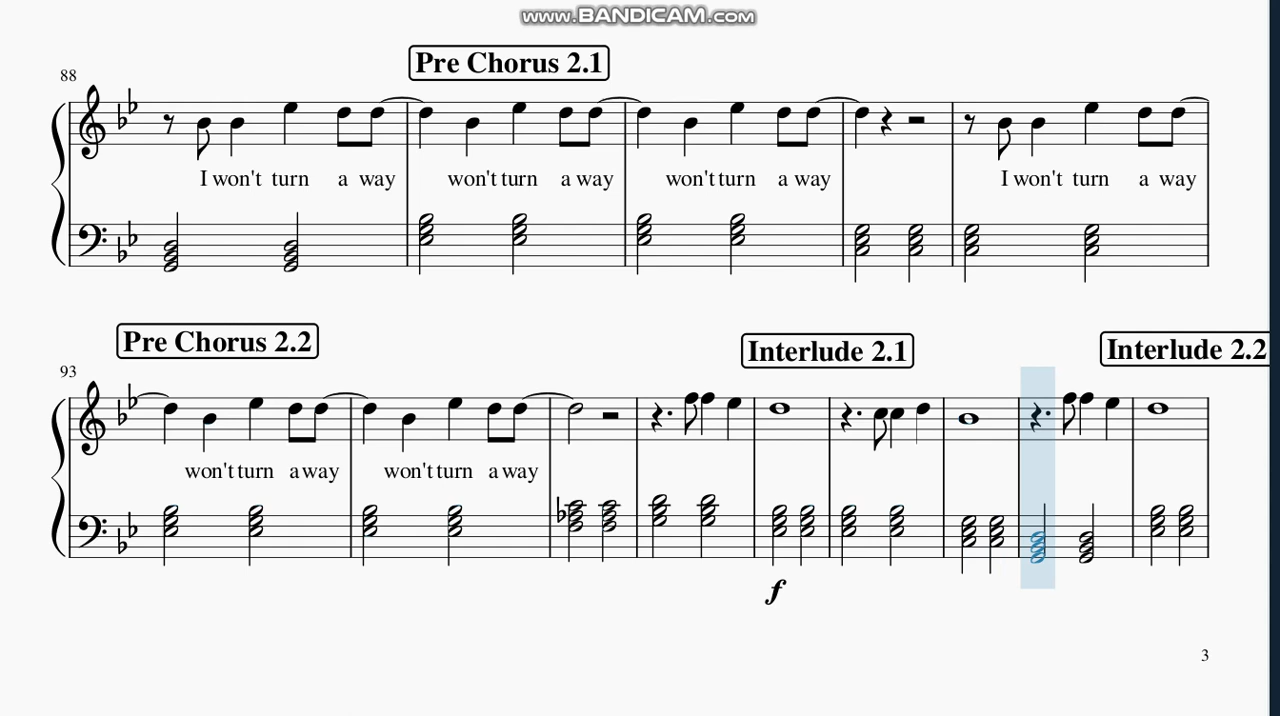 www.BANDICAM.com
Pre Chorus 2.1
88
I won't turn a way won't turn a way won't turn a way I won't turn a way
Pre Chorus 2.2 Interlude 2.1 Interlude 2.2
93
won't turn a way won't turn a way
f
3